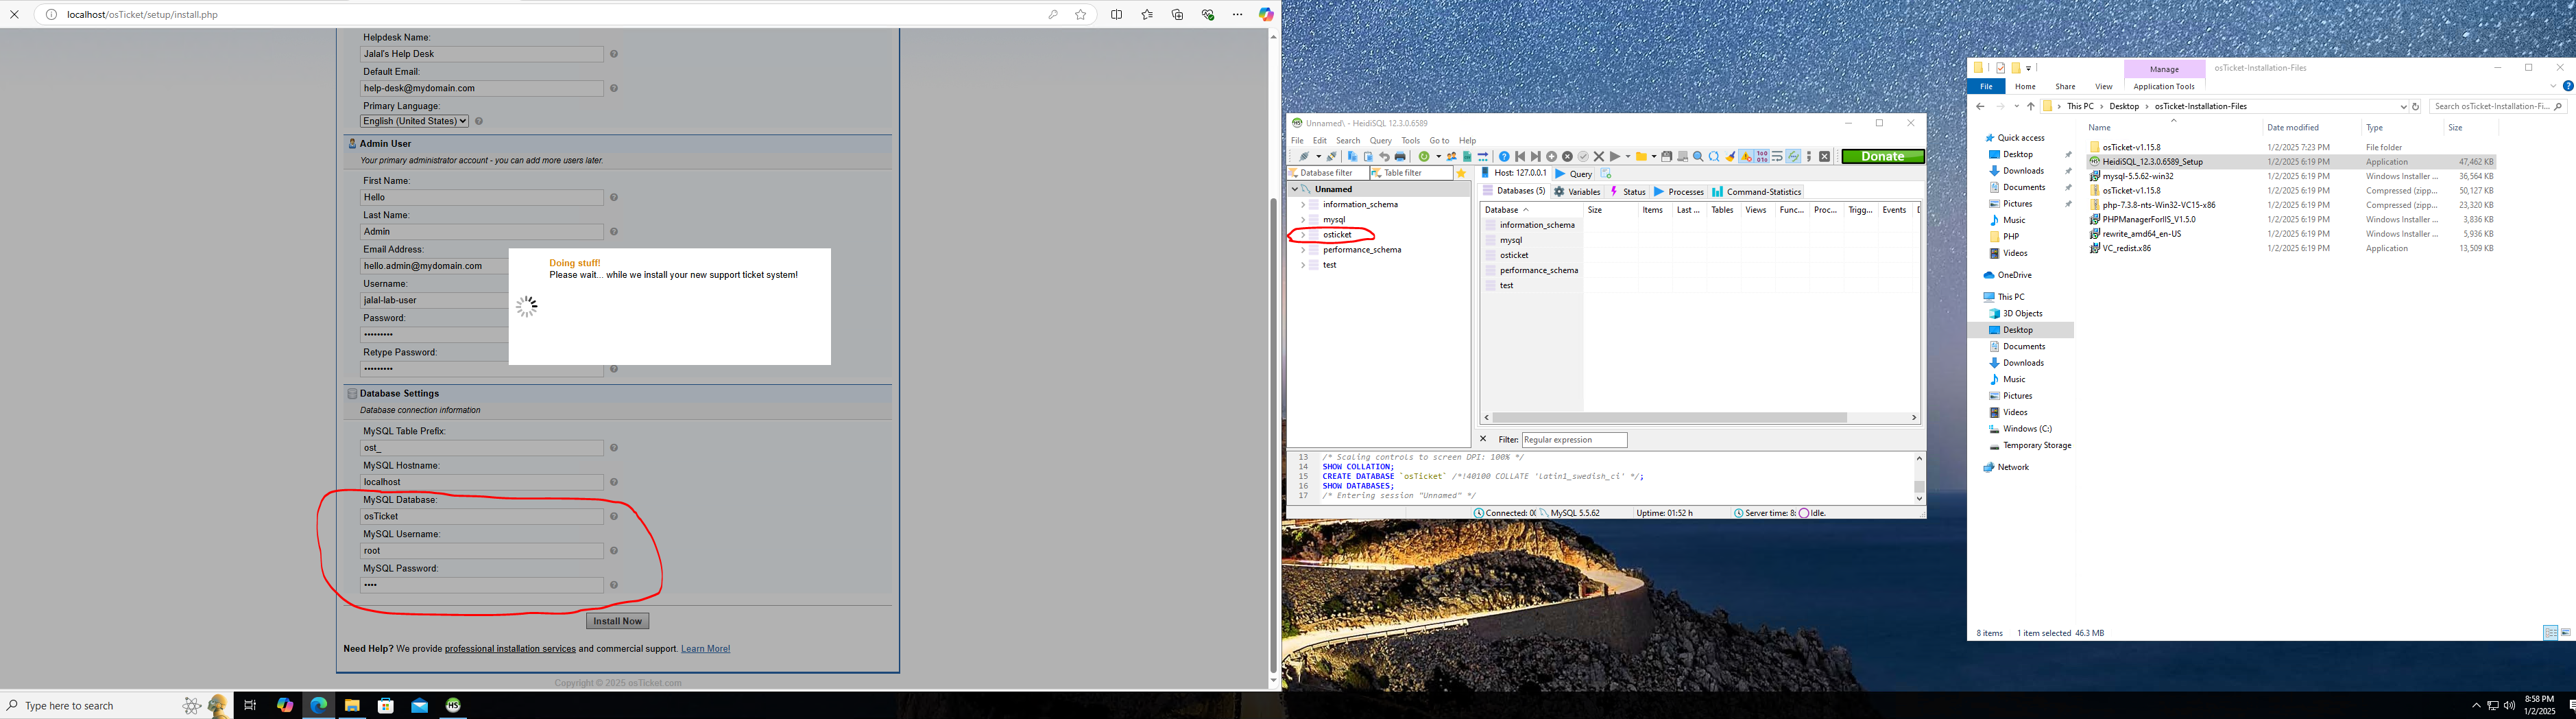 localhost/osTicket/setup/install.php
Helpdesk Name:
Jalal's Help Desk
Default Email:
help-desk@mydomain.com
Primary Language:
English (United States)
Admin User
Your primary administrator account - you can add more users later.
First Name:
Hello
Last Name:
Admin
Email Address:
hello.admin@mydomain.com
Username:
jalal-lab-user
Password:
•••••••••
Retype Password:
•••••••••
Doing stuff!
Please wait... while we install your new support ticket system!
Database Settings
Database connection information
MySQL Table Prefix:
ost_
MySQL Hostname:
localhost
MySQL Database:
osTicket
MySQL Username:
root
MySQL Password:
••••
Install Now
Need Help? We provide professional installation services and commercial support. Learn More!
Copyright © 2025 osTicket.com
Unnamed\ - HeidiSQL 12.3.0.6589
File Edit Search Query Tools Go to Help
Donate
Database filter Table filter
Host: 127.0.0.1 Query
Unnamed
information_schema
mysql
osticket
performance_schema
test
Databases (5) Variables Status Processes Command-Statistics
Database Size Items Last ... Tables Views Func... Proc... Trigg... Events
information_schema
mysql
osticket
performance_schema
test
Filter: Regular expression
13 /* Scaling controls to screen DPI: 100% */
14 SHOW COLLATION;
15 CREATE DATABASE `osTicket` /*!40100 COLLATE 'latin1_swedish_ci' */;
16 SHOW DATABASES;
17 /* Entering session "Unnamed" */
Connected: 00 MySQL 5.5.62 Uptime: 01:52 h Server time: 8: Idle.
Manage osTicket-Installation-Files
File Home Share View Application Tools
This PC Desktop osTicket-Installation-Files Search osTicket-Installation-Fi...
Quick access
Desktop
Downloads
Documents
Pictures
Music
PHP
Videos
OneDrive
This PC
3D Objects
Desktop
Documents
Downloads
Music
Pictures
Videos
Windows (C:)
Temporary Storage
Network
Name Date modified Type Size
osTicket-v1.15.8 1/2/2025 7:23 PM File folder
HeidiSQL_12.3.0.6589_Setup 1/2/2025 6:19 PM Application 47,462 KB
mysql-5.5.62-win32 1/2/2025 6:19 PM Windows Installer ... 36,564 KB
osTicket-v1.15.8 1/2/2025 6:19 PM Compressed (zipp... 50,127 KB
php-7.3.8-nts-Win32-VC15-x86 1/2/2025 6:19 PM Compressed (zipp... 23,320 KB
PHPManagerForIIS_V1.5.0 1/2/2025 6:19 PM Windows Installer ... 3,836 KB
rewrite_amd64_en-US 1/2/2025 6:19 PM Windows Installer ... 5,936 KB
VC_redist.x86 1/2/2025 6:19 PM Application 13,509 KB
8 items 1 item selected 46.3 MB
Type here to search
8:58 PM
1/2/2025